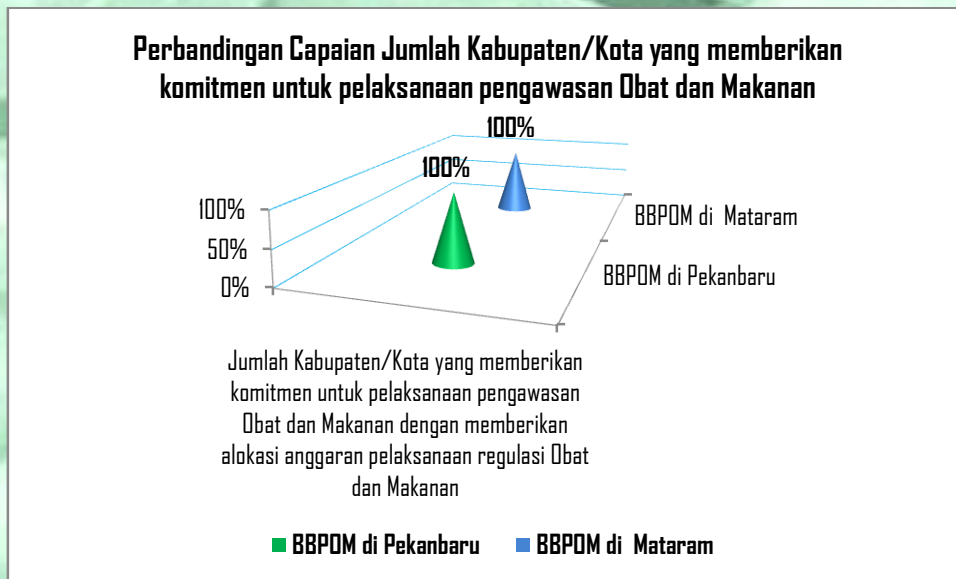 Perbandingan Capaian Jumlah Kabupaten/Kota yang memberikan
komitmen untuk pelaksanaan pengawasan Obat dan Makanan
100%
100%
100%
50%
0%
BBPOM di  Mataram
BBPOM di Pekanbaru
Jumlah Kabupaten/Kota yang memberikan
komitmen untuk pelaksanaan pengawasan
Obat dan Makanan dengan memberikan
alokasi anggaran pelaksanaan regulasi Obat
dan Makanan
BBPOM di Pekanbaru BBPOM di  Mataram